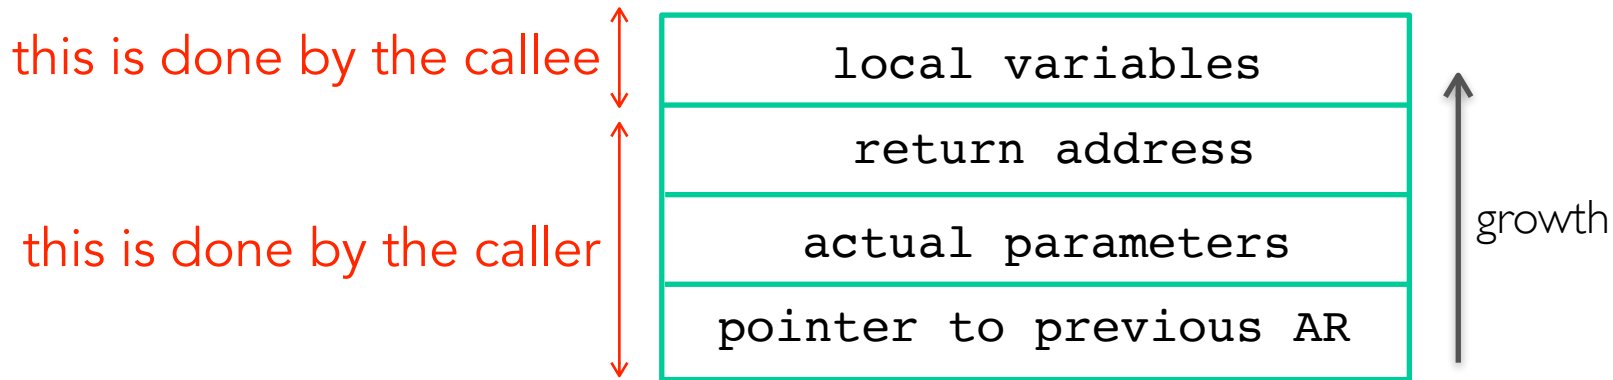 this is done by the callee
local variables
return address
this is done by the caller
actual parameters
growth
pointer to previous AR